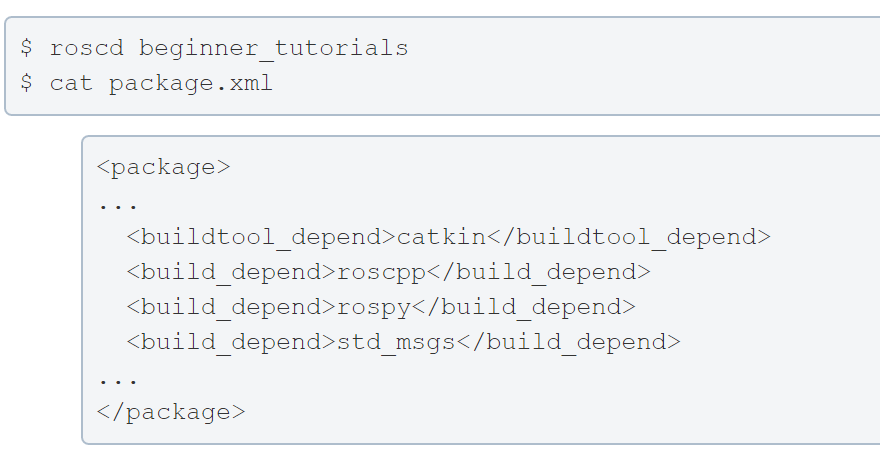 $ roscd beginner_tutorials
$ cat package.xml
<package>
...
  <buildtool_depend>catkin</buildtool_depend>
  <build_depend>roscpp</build_depend>
  <build_depend>rospy</build_depend>
  <build_depend>std_msgs</build_depend>
...
</package>